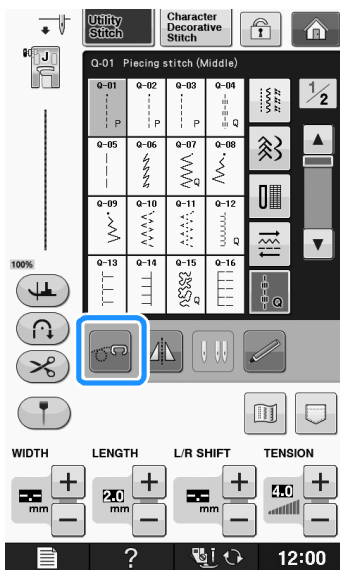 Utility
Stitch
Character
Decorative
Stitch
J
Q-01 Piecing stitch (Middle)
1/2
Q-01 Q-02 Q-03 Q-04
P P P Q
Q-05 Q-06 Q-07 Q-08
Q
Q-09 Q-10 Q-11 Q-12
Q
100%
Q-13 Q-14 Q-15 Q-16
Q
Q
WIDTH LENGTH L/R SHIFT TENSION
-.- + 2.0 + -.- + 4.0 +
mm - mm - mm - -
? 12:00